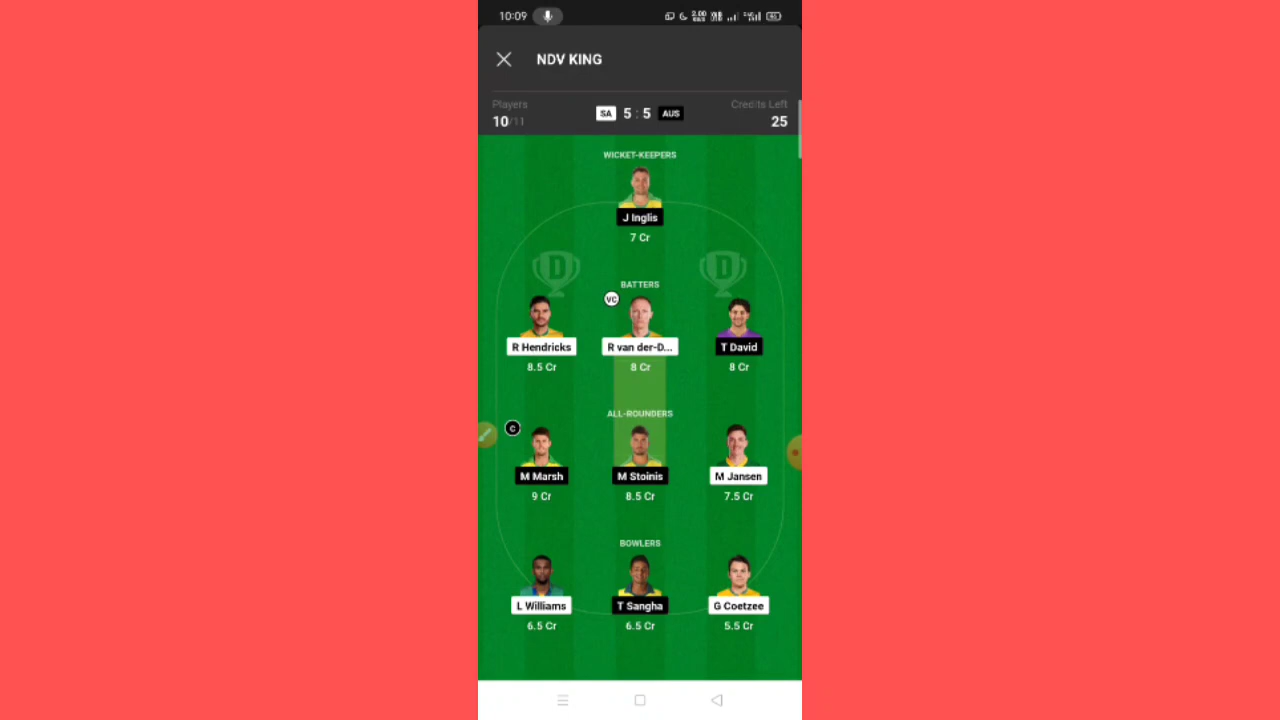 10:09
2.00
NDV KING
Players
Credits Left
10/11
SA 5 : 5 AUS
25
WICKET-KEEPERS
J Inglis
7 Cr
D D
BATTERS
VC
R Hendricks R van der-D... T David
8.5 Cr 8 Cr 8 Cr
ALL-ROUNDERS
C
M Marsh M Stoinis M Jansen
9 Cr 8.5 Cr 7.5 Cr
BOWLERS
L Williams T Sangha G Coetzee
6.5 Cr 6.5 Cr 5.5 Cr